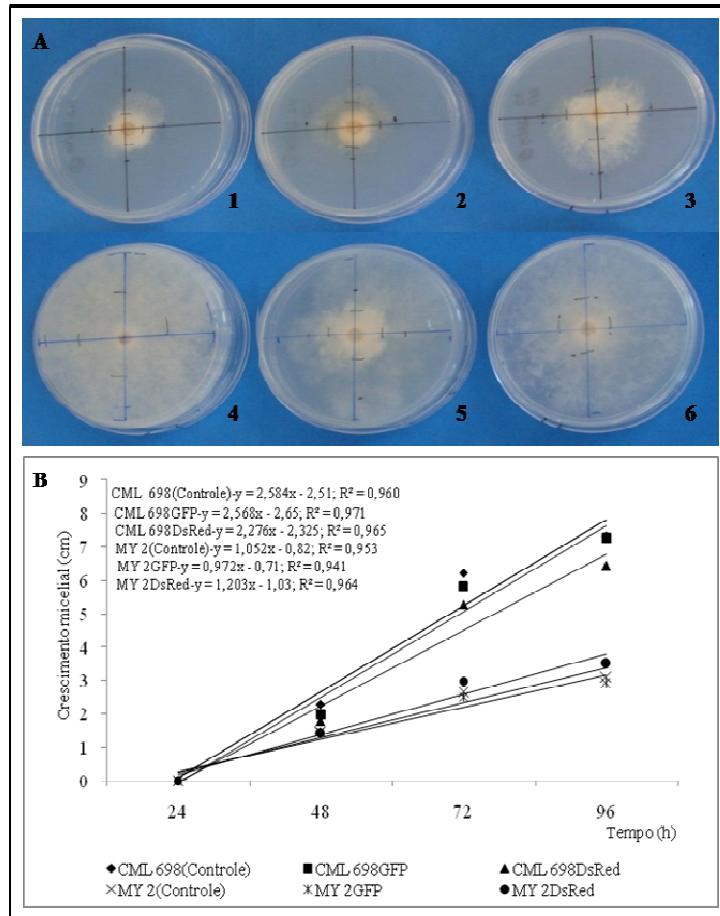 A
1
2
3
4
5
6
B
Crescimento micelial (cm)
9
8
7
6
5
4
3
2
1
0
CML 698(Controle)-y = 2,584x - 2,51; R² = 0,960
CML 698GFP-y = 2,568x - 2,65; R² = 0,971
CML 698DsRed-y = 2,276x - 2,325; R² = 0,965
MY 2(Controle)-y = 1,052x - 0,82; R² = 0,953
MY 2GFP-y = 0,972x - 0,71; R² = 0,941
MY 2DsRed-y = 1,203x - 1,03; R² = 0,964
24 48 72 96
Tempo (h)
CML 698(Controle) CML 698GFP CML 698DsRed
MY 2(Controle) MY 2GFP MY 2DsRed